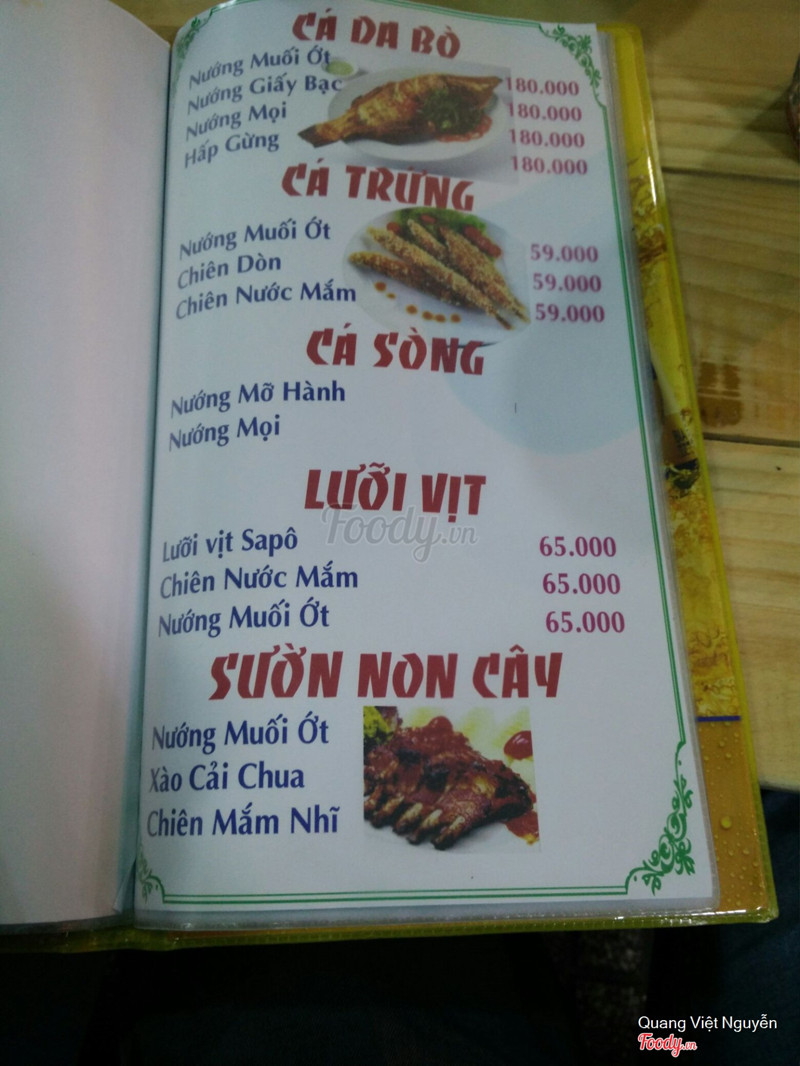 CÁ DA BÒ
Nướng Muối Ớt 180.000
Nướng Giấy Bạc 180.000
Nướng Mọi 180.000
Hấp Gừng 180.000
CÁ TRỨNG
Nướng Muối Ớt 59.000
Chiên Dòn 59.000
Chiên Nước Mắm 59.000
CÁ SÒNG
Nướng Mỡ Hành
Nướng Mọi
LƯỠI VỊT
Foody.vn
Lưỡi vịt Sapô 65.000
Chiên Nước Mắm 65.000
Nướng Muối Ớt 65.000
SƯỜN NON CÂY
Nướng Muối Ớt
Xào Cải Chua
Chiên Mắm Nhĩ
Quang Việt Nguyễn
Foody.vn